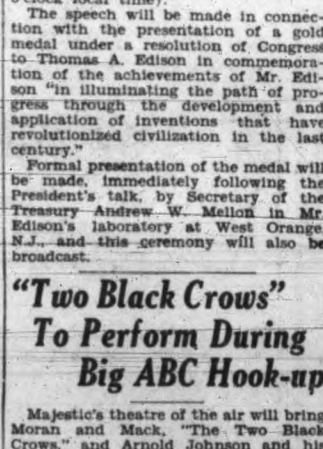 o'clock local time).
The speech will be made in connec-
tion with the presentation of a gold
medal under a resolution of Congress
to Thomas A. Edison in commemora-
tion of the achievements of Mr. Edi-
son "in illuminating the path of pro-
gress through the development and
application of inventions that have
revolutionized civilization in the last
century."
Formal presentation of the medal will
be made, immediately following the
President's talk, by Secretary of the
Treasury Andrew W. Mellon in Mr.
Edison's laboratory at West Orange
N.J., and this ceremony will also be
broadcast.
"Two Black Crows"
To Perform During
Big ABC Hook-up
Majestic's theatre of the air will bring
Moran and Mack, "The Two Black
Crows," and Arnold Johnson and his